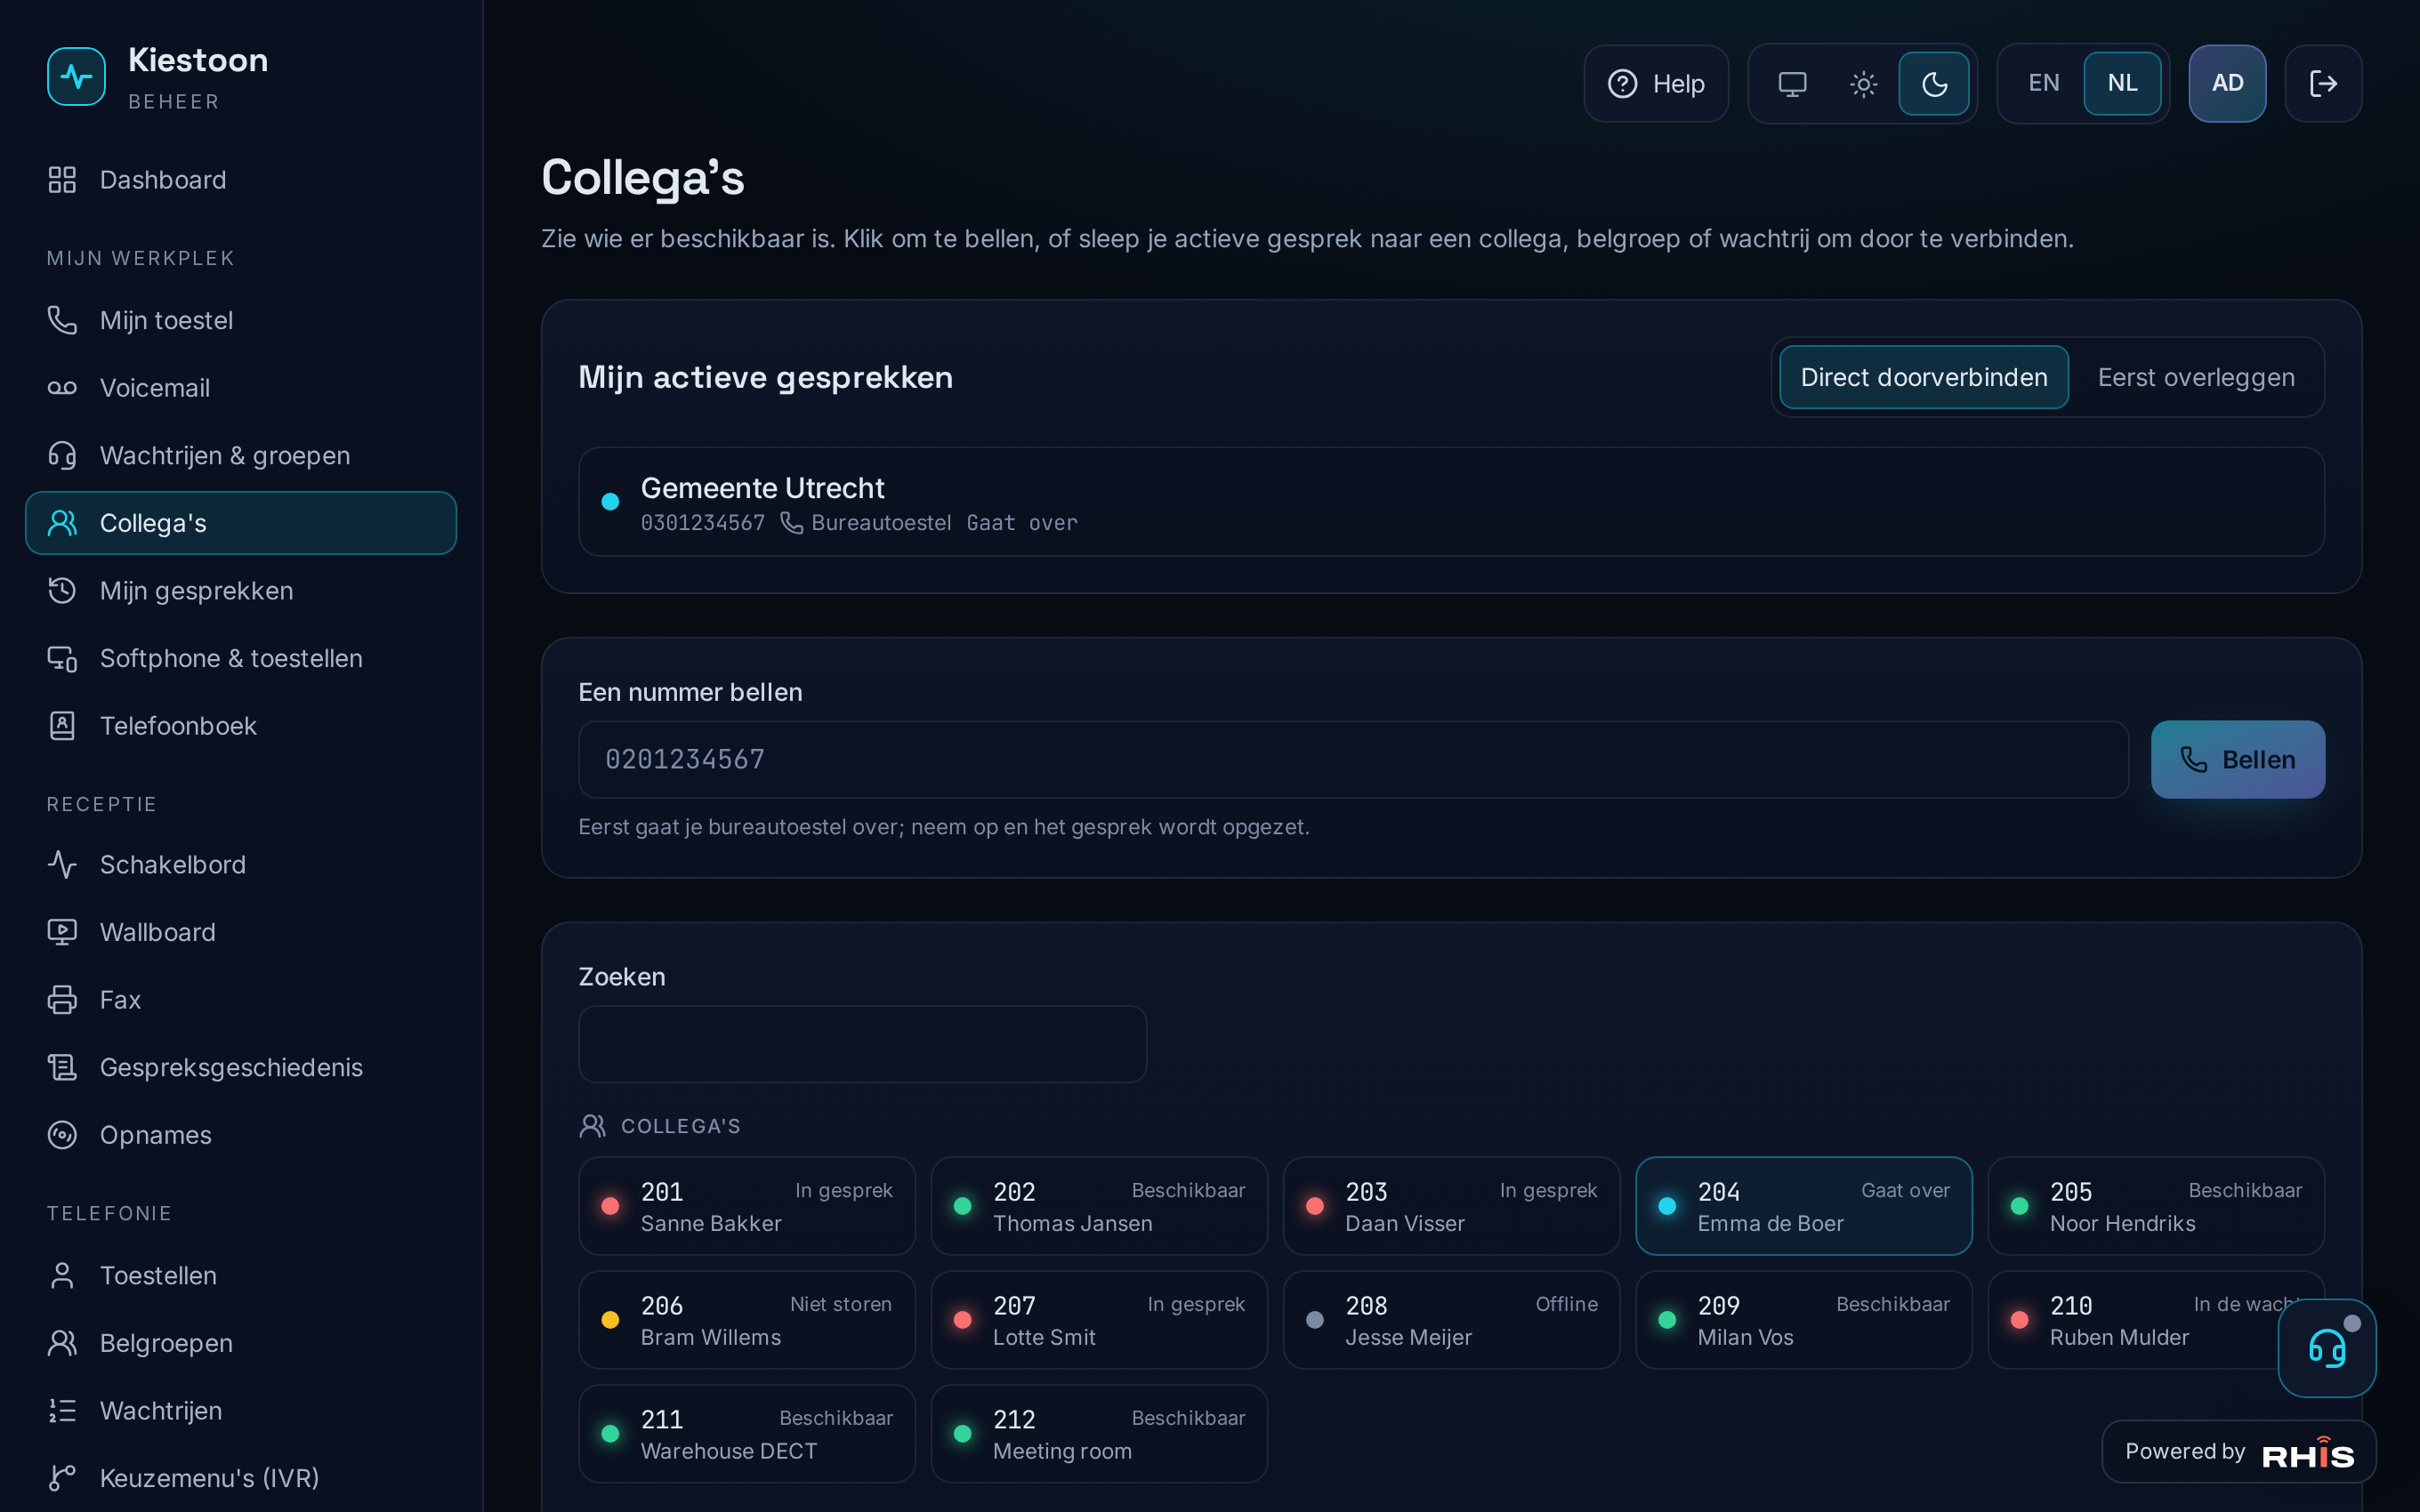 Kiestoon
BEHEER
Dashboard
MIJN WERKPLEK
Mijn toestel
Voicemail
Wachtrijen & groepen
Collega's
Mijn gesprekken
Softphone & toestellen
Telefoonboek
RECEPTIE
Schakelbord
Wallboard
Fax
Gespreksgeschiedenis
Opnames
TELEFONIE
Toestellen
Belgroepen
Wachtrijen
Keuzemenu's (IVR)
Help
EN NL
AD
Collega's
Zie wie er beschikbaar is. Klik om te bellen, of sleep je actieve gesprek naar een collega, belgroep of wachtrij om door te verbinden.
Mijn actieve gesprekken
Direct doorverbinden Eerst overleggen
Gemeente Utrecht
0301234567 Bureautoestel Gaat over
Een nummer bellen
0201234567
Bellen
Eerst gaat je bureautoestel over; neem op en het gesprek wordt opgezet.
Zoeken
COLLEGA'S
201 In gesprek
Sanne Bakker
202 Beschikbaar
Thomas Jansen
203 In gesprek
Daan Visser
204 Gaat over
Emma de Boer
205 Beschikbaar
Noor Hendriks
206 Niet storen
Bram Willems
207 In gesprek
Lotte Smit
208 Offline
Jesse Meijer
209 Beschikbaar
Milan Vos
210 In de wacht
Ruben Mulder
211 Beschikbaar
Warehouse DECT
212 Beschikbaar
Meeting room
Powered by RHIS